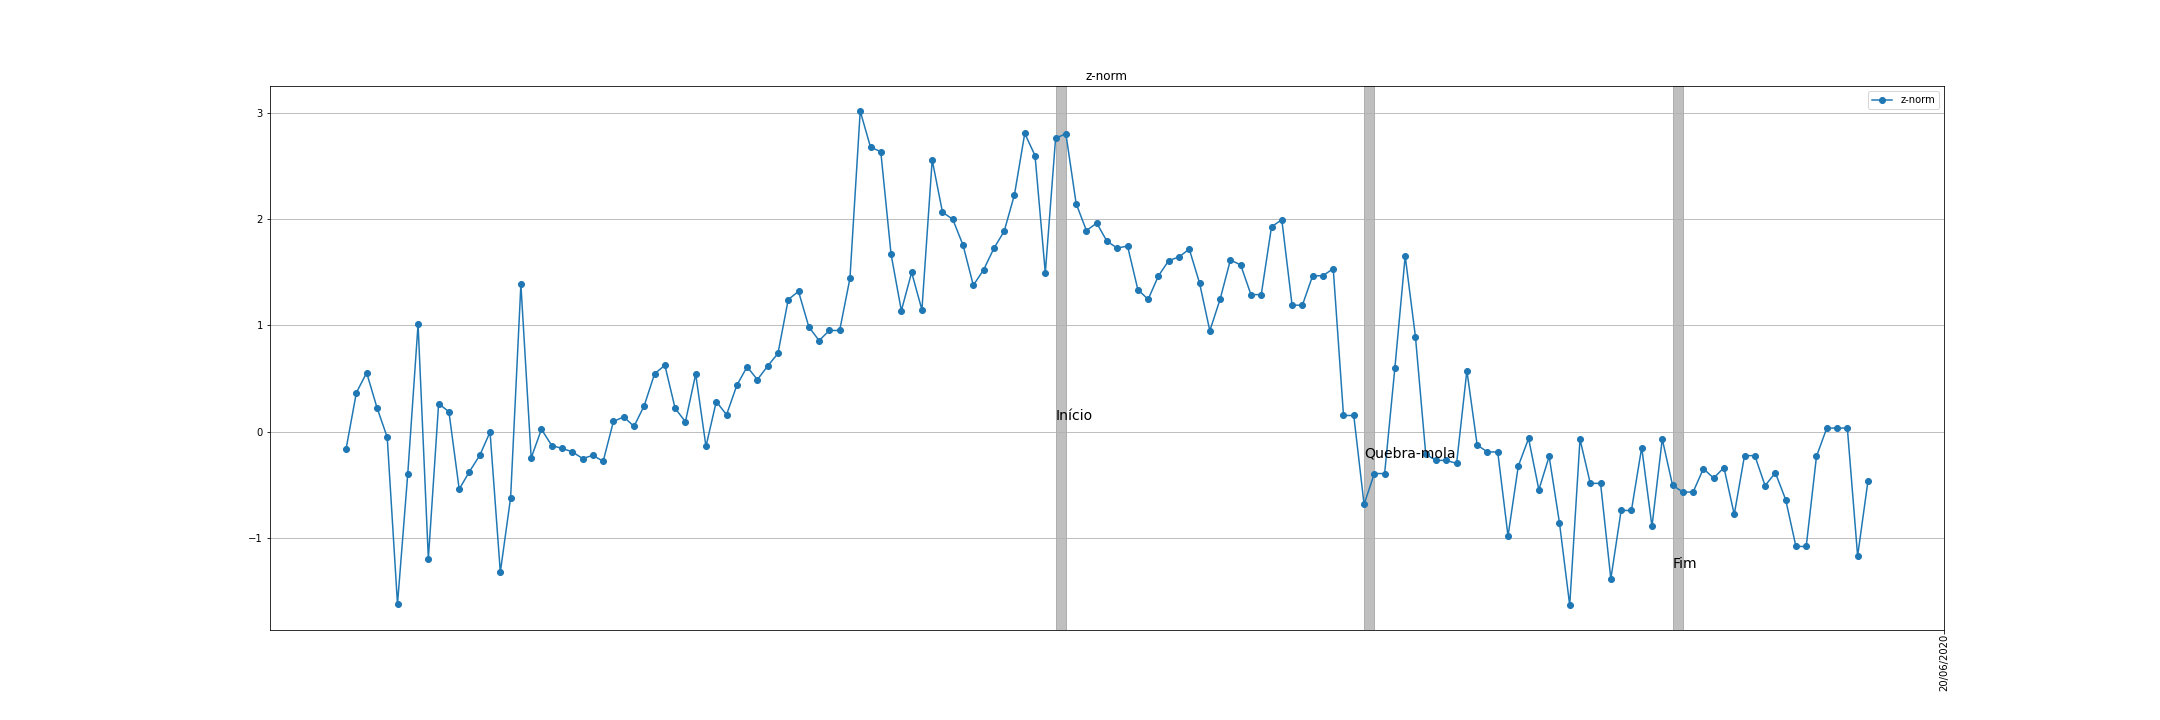 z-norm
z-norm
3
2
1
0
−1
Início
Quebra-mola
Fim
20/06/2020